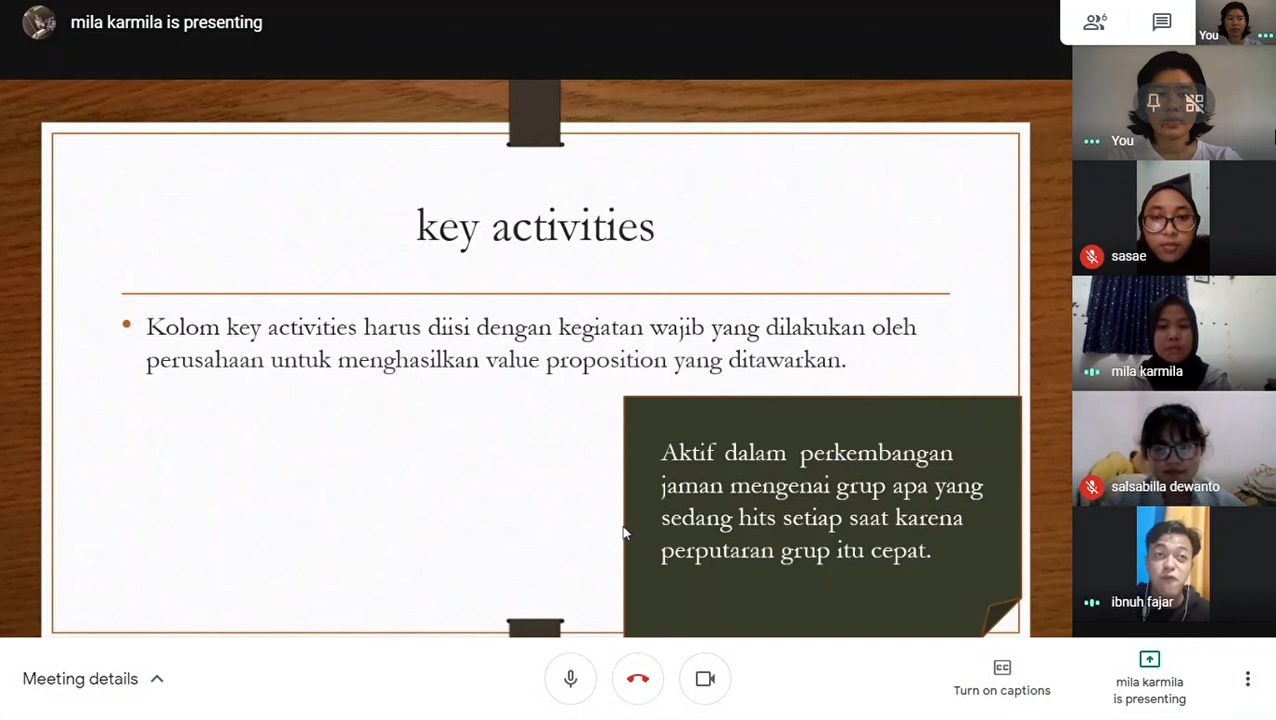 mila karmila is presenting
6
You
You
key activities
sasae
• Kolom key activities harus diisi dengan kegiatan wajib yang dilakukan oleh
perusahaan untuk menghasilkan value proposition yang ditawarkan.
mila karmila
Aktif dalam perkembangan
jaman mengenai grup apa yang
sedang hits setiap saat karena
perputaran grup itu cepat.
salsabilla dewanto
ibnuh fajar
Meeting details
CC
Turn on captions
mila karmila
is presenting